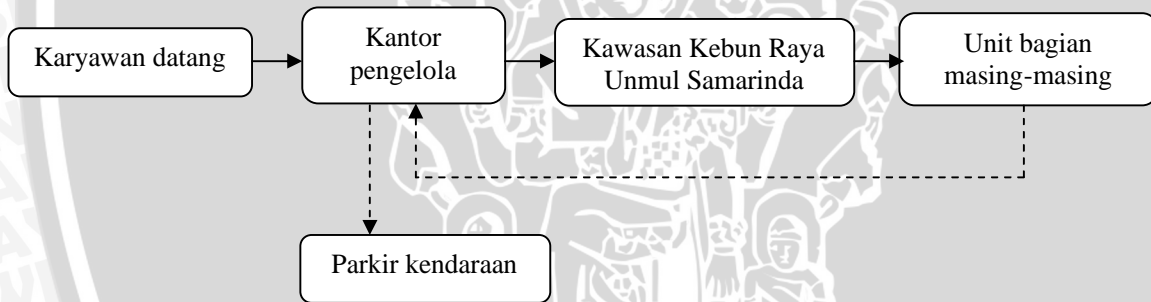 Karyawan datang
Kantor
pengelola
Kawasan Kebun Raya
Unmul Samarinda
Unit bagian
masing-masing
Parkir kendaraan